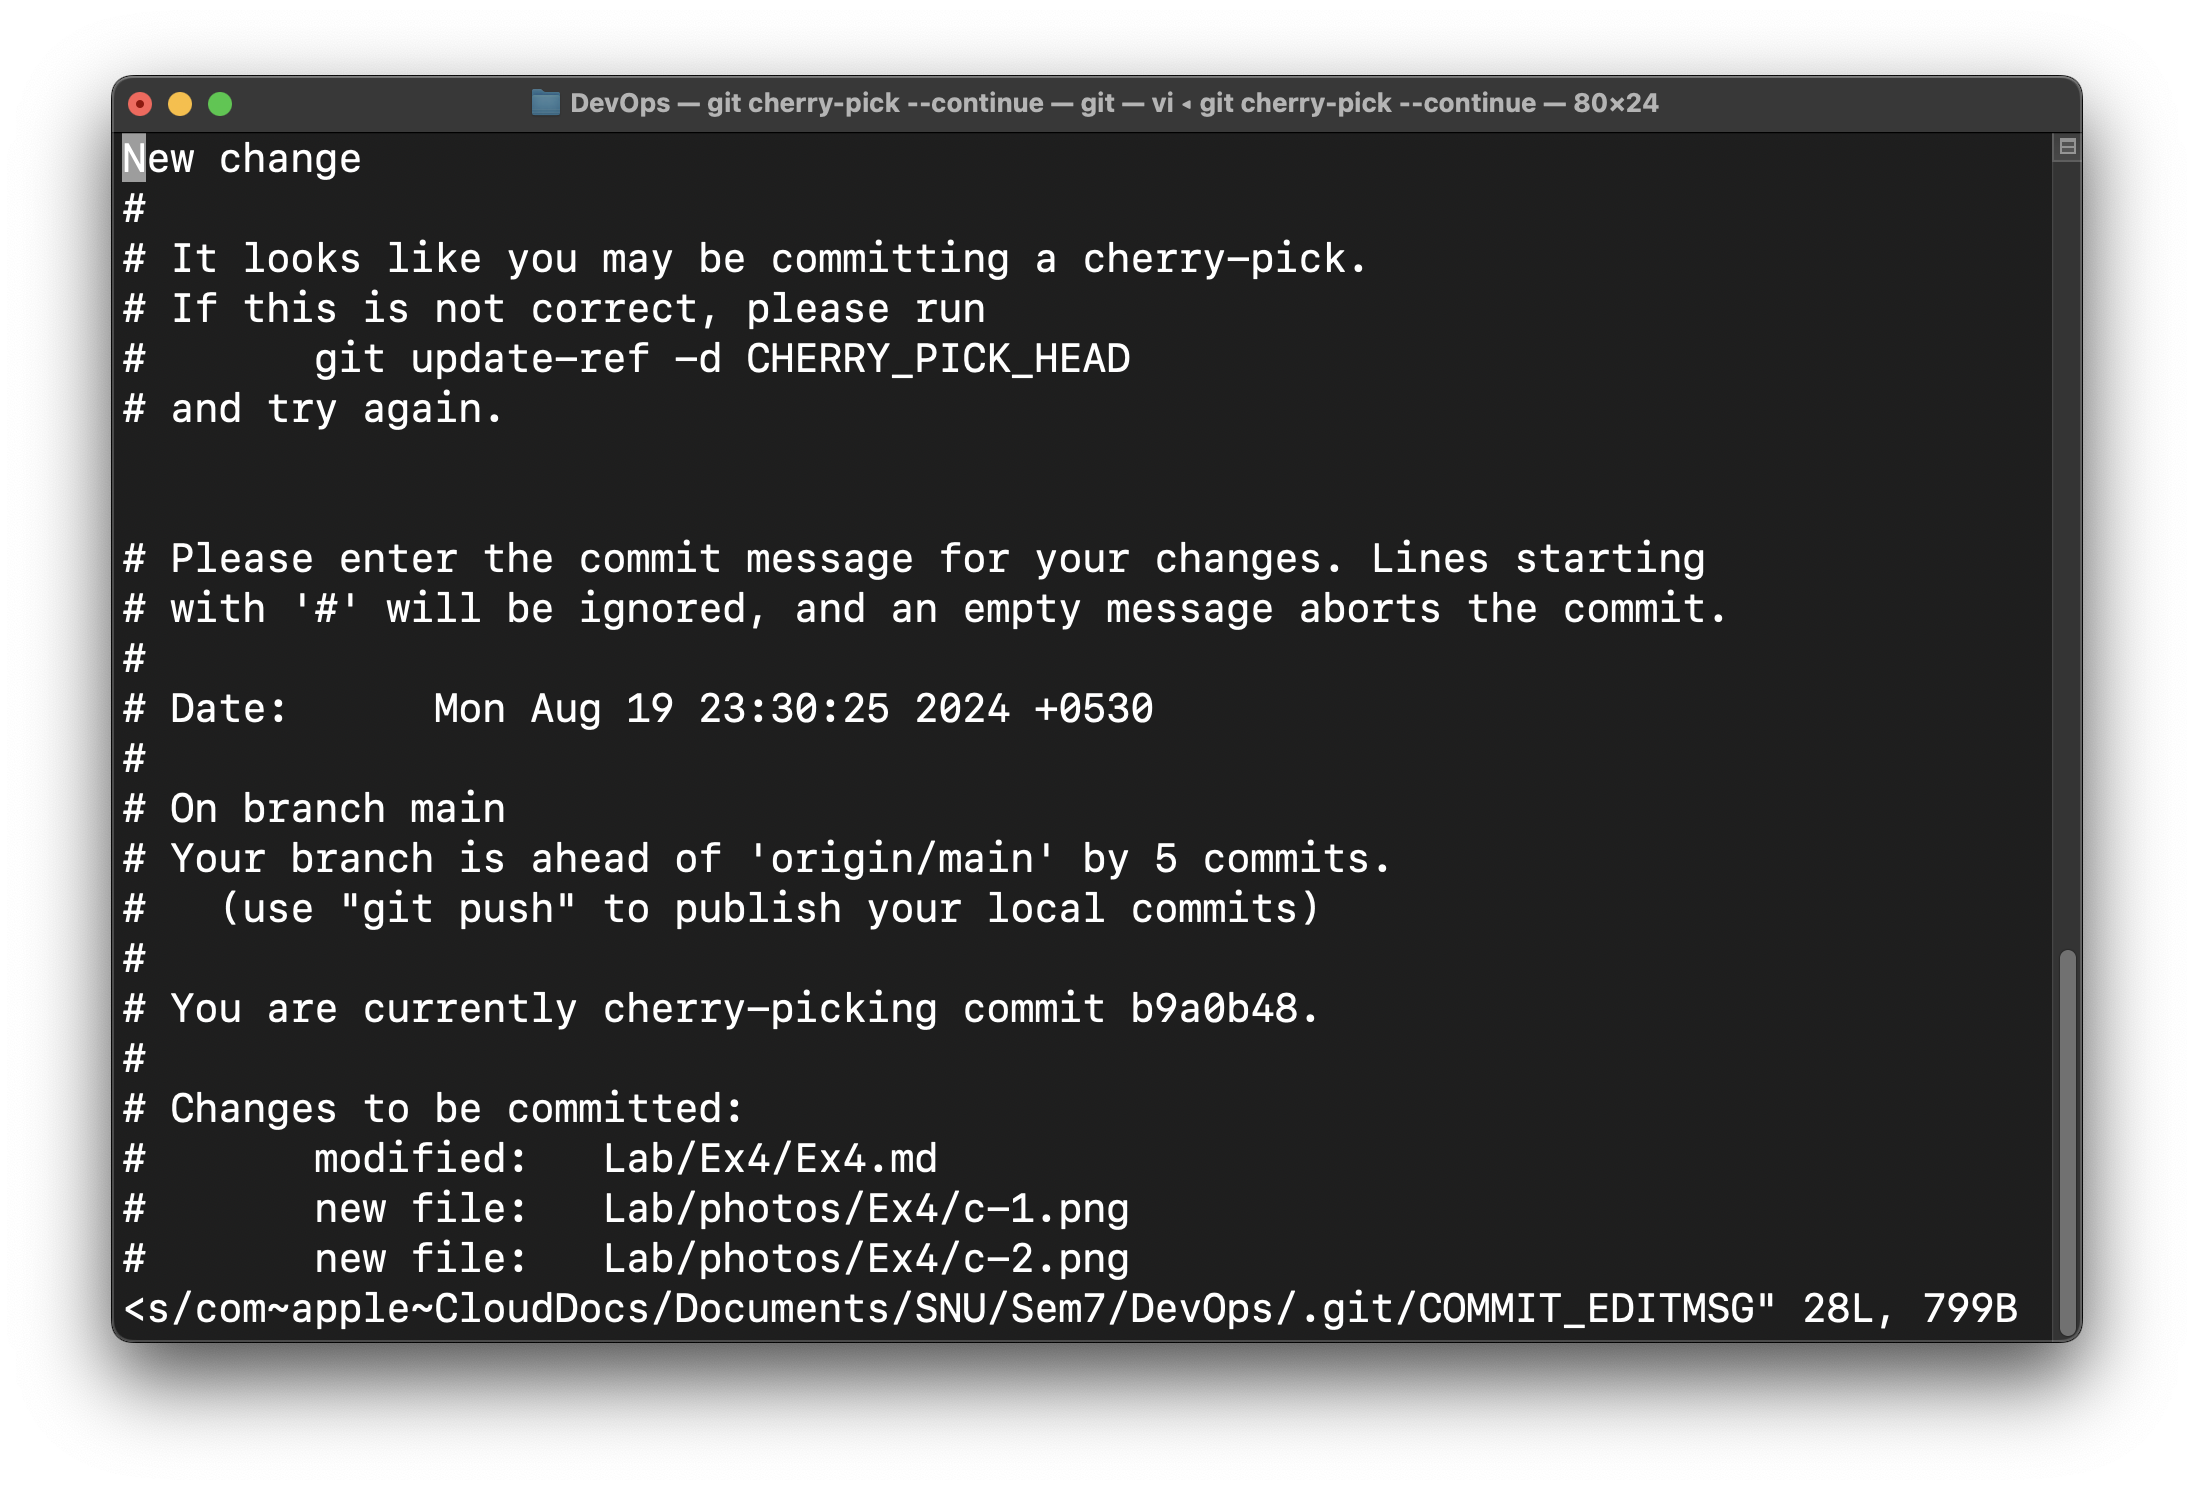 DevOps — git cherry-pick --continue — git — vi ◂ git cherry-pick --continue — 80×24
New change
#
# It looks like you may be committing a cherry-pick.
# If this is not correct, please run
#       git update-ref -d CHERRY_PICK_HEAD
# and try again.
# Please enter the commit message for your changes. Lines starting
# with '#' will be ignored, and an empty message aborts the commit.
#
# Date:      Mon Aug 19 23:30:25 2024 +0530
#
# On branch main
# Your branch is ahead of 'origin/main' by 5 commits.
#   (use "git push" to publish your local commits)
#
# You are currently cherry-picking commit b9a0b48.
#
# Changes to be committed:
#       modified:   Lab/Ex4/Ex4.md
#       new file:   Lab/photos/Ex4/c-1.png
#       new file:   Lab/photos/Ex4/c-2.png
<s/com~apple~CloudDocs/Documents/SNU/Sem7/DevOps/.git/COMMIT_EDITMSG" 28L, 799B